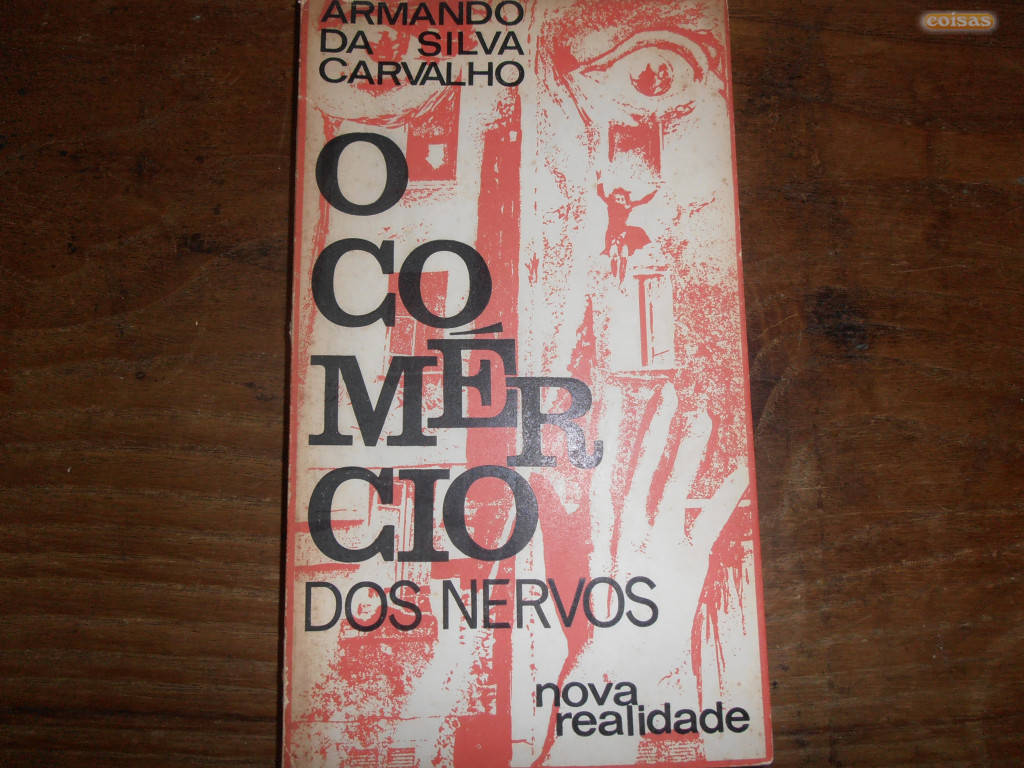 coisas
ARMANDO
DA SILVA
CARVALHO
O
CO
MÉR
CIO
DOS NERVOS
nova
realidade